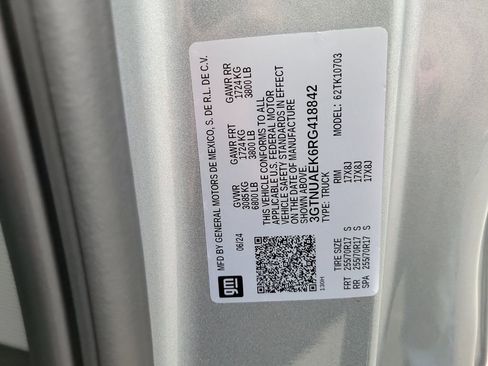 MFD BY GENERAL MOTORS DE MEXICO, S. DE R.L. DE C.V.
06/24
GVWR
3085 KG
6800 LB
GAWR FRT
1724 KG
3800 LB
GAWR RR
1724 KG
3800 LB
THIS VEHICLE CONFORMS TO ALL
APPLICABLE U.S. FEDERAL MOTOR
VEHICLE SAFETY STANDARDS IN EFFECT
ON THE DATE OF MANUFACTURE
SHOWN ABOVE.
3GTNUAEK6RG418842
TYPE: TRUCK
MODEL: 62TK10703
TIRE SIZE RIM
FRT 255/70R17 S 17X8J
RR 255/70R17 S 17X8J
SPA 255/70R17 S 17X8J
gm